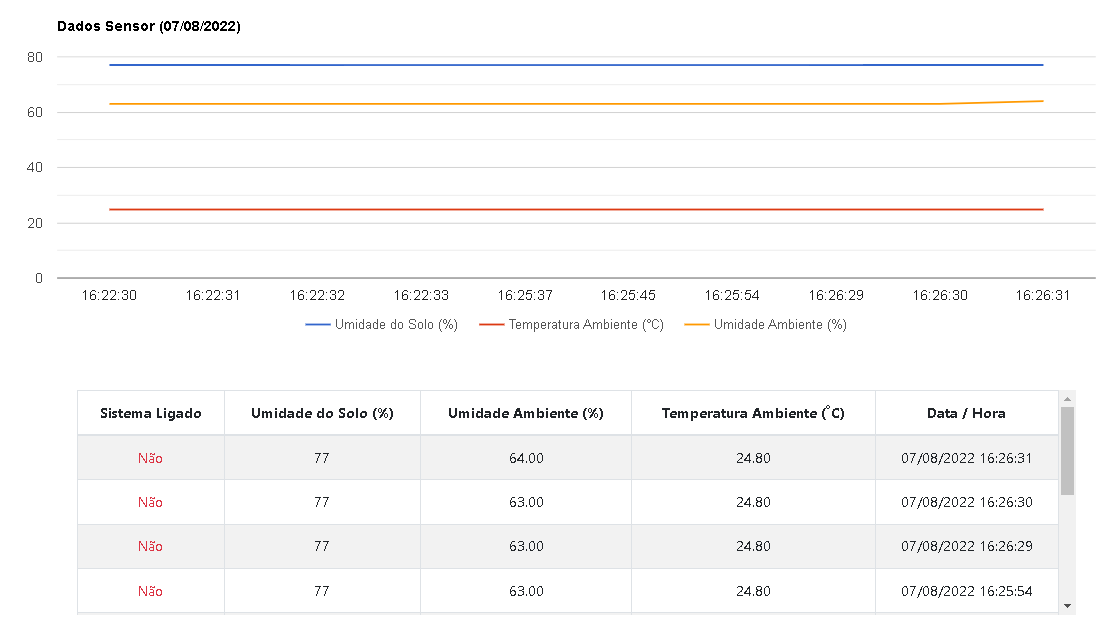 Dados Sensor (07/08/2022)
80
60
40
20
0
16:22:30 16:22:31 16:22:32 16:22:33 16:25:37 16:25:45 16:25:54 16:26:29 16:26:30 16:26:31
Umidade do Solo (%) Temperatura Ambiente (°C) Umidade Ambiente (%)
Sistema Ligado Umidade do Solo (%) Umidade Ambiente (%) Temperatura Ambiente (°C) Data / Hora
Não 77 64.00 24.80 07/08/2022 16:26:31
Não 77 63.00 24.80 07/08/2022 16:26:30
Não 77 63.00 24.80 07/08/2022 16:26:29
Não 77 63.00 24.80 07/08/2022 16:25:54